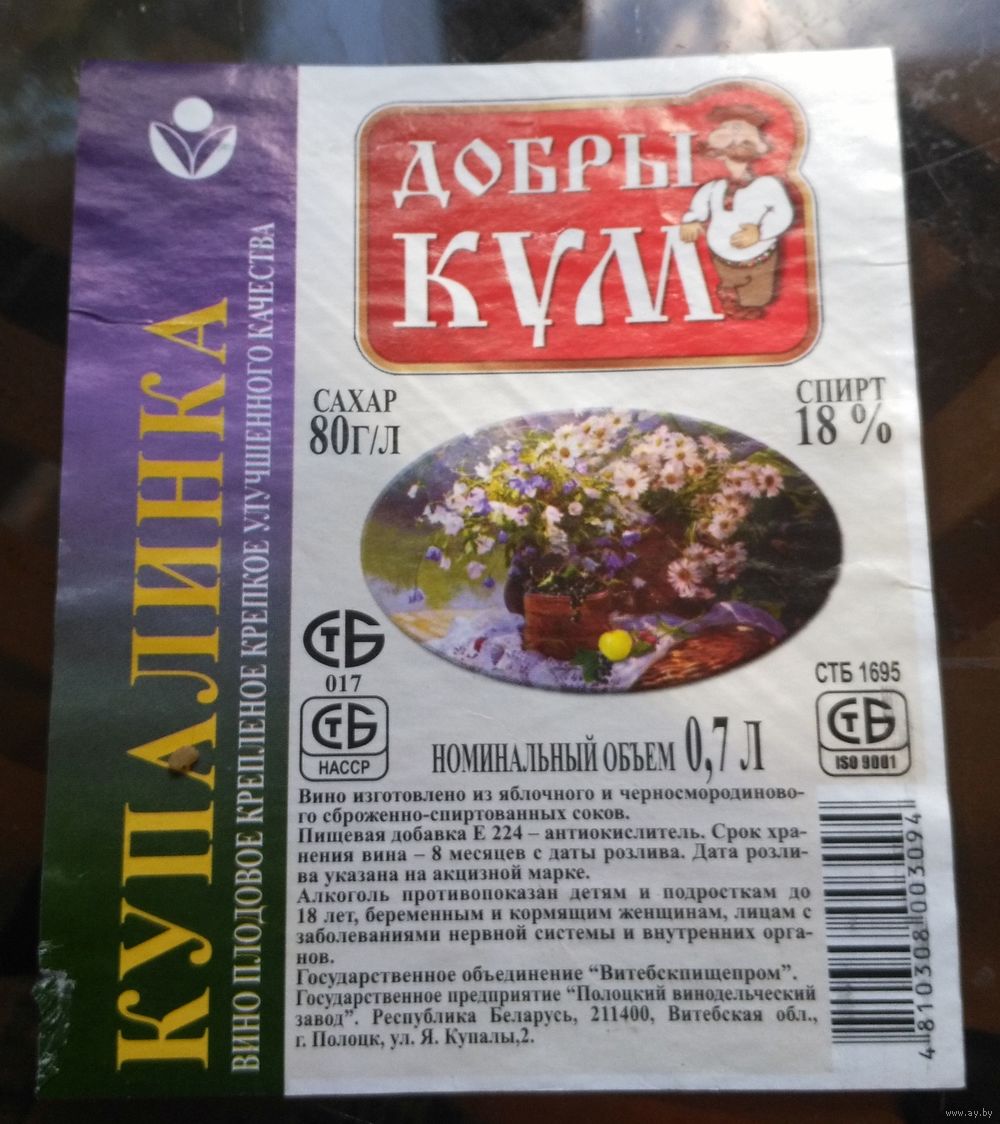 КУПАЛИНКА
ВИНО ПЛОДОВОЕ КРЕПЛЕНОЕ КРЕПКОЕ УЛУЧШЕННОГО КАЧЕСТВА
ДОБРЫ
КУМ
САХАР
80Г/Л
СПИРТ
18 %
СТБ
017
СТБ
НАССР
СТБ 1695
СТБ
ISO 9001
НОМИНАЛЬНЫЙ ОБЪЕМ 0,7 Л
Вино изготовлено из яблочного и черносмородиново-
го сброженно-спиртованных соков.
Пищевая добавка Е 224 – антиокислитель. Срок хра-
нения вина – 8 месяцев с даты розлива. Дата розли-
ва указана на акцизной марке.
Алкоголь противопоказан детям и подросткам до
18 лет, беременным и кормящим женщинам, лицам с
заболеваниями нервной системы и внутренних орга-
нов.
Государственное объединение “Витебскпищепром”.
Государственное предприятие “Полоцкий винодельческий
завод”. Республика Беларусь, 211400, Витебская обл.,
г. Полоцк, ул. Я. Купалы,2.
4 810308 003094
www.ay.by